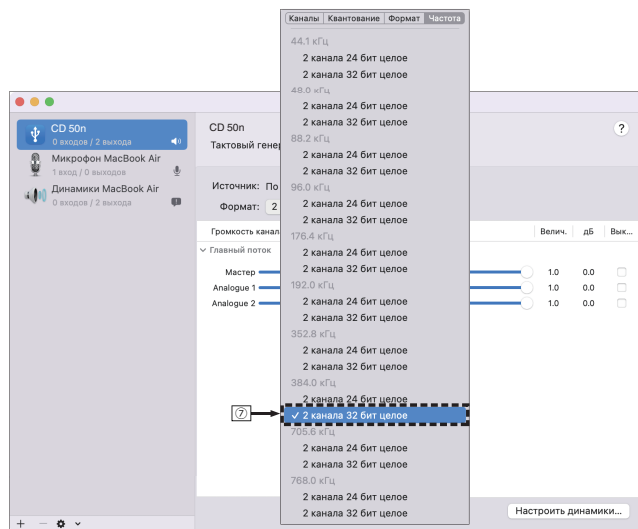 Каналы Квантование Формат Частота
44.1 кГц
2 канала 24 бит целое
2 канала 32 бит целое
48.0 кГц
2 канала 24 бит целое
2 канала 32 бит целое
88.2 кГц
2 канала 24 бит целое
2 канала 32 бит целое
96.0 кГц
2 канала 24 бит целое
2 канала 32 бит целое
176.4 кГц
2 канала 24 бит целое
2 канала 32 бит целое
192.0 кГц
2 канала 24 бит целое
2 канала 32 бит целое
352.8 кГц
2 канала 24 бит целое
2 канала 32 бит целое
384.0 кГц
2 канала 24 бит целое
⑦ ✓ 2 канала 32 бит целое
705.6 кГц
2 канала 24 бит целое
2 канала 32 бит целое
768.0 кГц
2 канала 24 бит целое
2 канала 32 бит целое
CD 50n
0 входов / 2 выхода
Микрофон MacBook Air
1 вход / 0 выходов
Динамики MacBook Air
0 входов / 2 выхода
CD 50n ?
Тактовый генер
Источник: По
Формат: 2
Громкость канал Велич. дБ Вык...
Главный поток
Мастер 1.0 0.0
Analogue 1 1.0 0.0
Analogue 2 1.0 0.0
Настроить динамики...